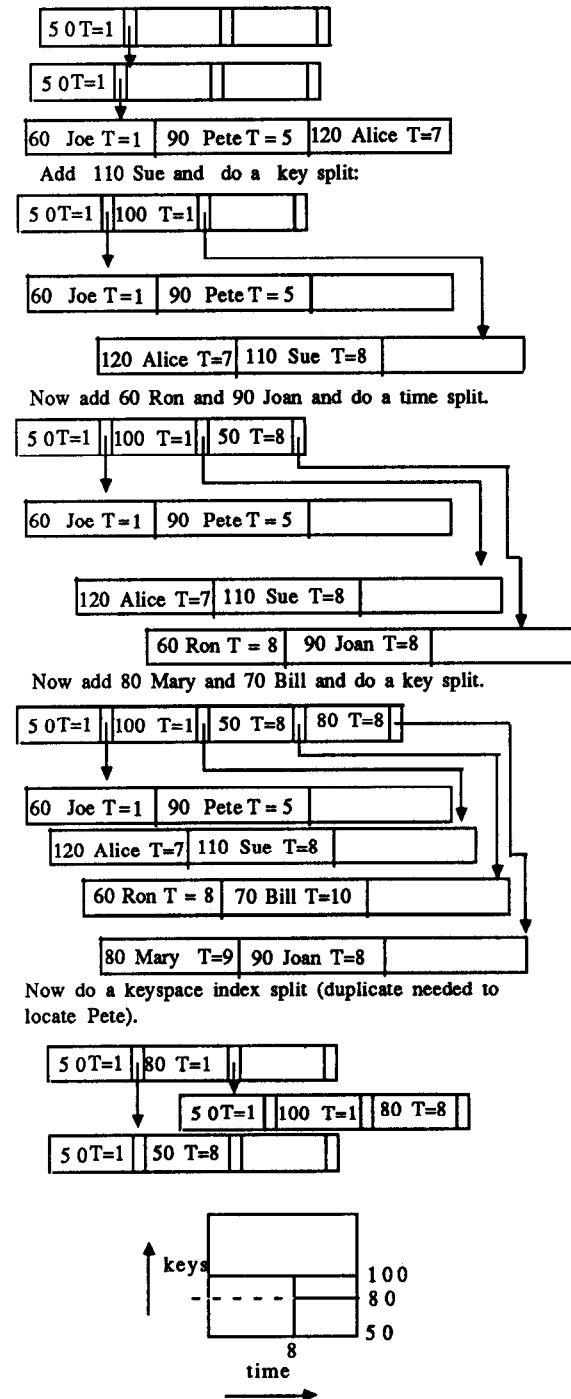 5 0T=1
5 0T=1
60 Joe T=1 90 Pete T = 5 120 Alice T=7
Add 110 Sue and do a key split:
5 0T=1 100 T=1
60 Joe T=1 90 Pete T = 5
120 Alice T=7 110 Sue T=8
Now add 60 Ron and 90 Joan and do a time split.
5 0T=1 100 T=1 50 T=8
60 Joe T=1 90 Pete T = 5
120 Alice T=7 110 Sue T=8
60 Ron T = 8 90 Joan T=8
Now add 80 Mary and 70 Bill and do a key split.
5 0T=1 100 T=1 50 T=8 80 T=8
60 Joe T=1 90 Pete T = 5
120 Alice T=7 110 Sue T=8
60 Ron T = 8 70 Bill T=10
80 Mary T=9 90 Joan T=8
Now do a keyspace index split (duplicate needed to
locate Pete).
5 0T=1 80 T=1
5 0T=1 100 T=1 80 T=8
5 0T=1 50 T=8
keys
100
80
50
8
time